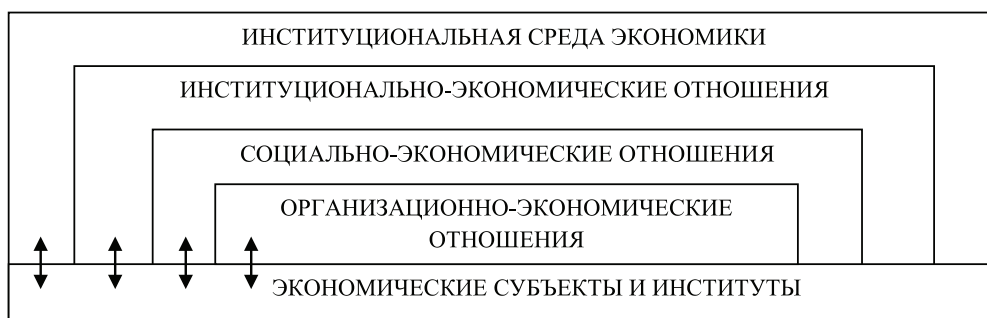 ИНСТИТУЦИОНАЛЬНАЯ СРЕДА ЭКОНОМИКИ
ИНСТИТУЦИОНАЛЬНО-ЭКОНОМИЧЕСКИЕ ОТНОШЕНИЯ
СОЦИАЛЬНО-ЭКОНОМИЧЕСКИЕ ОТНОШЕНИЯ
ОРГАНИЗАЦИОННО-ЭКОНОМИЧЕСКИЕ
ОТНОШЕНИЯ
ЭКОНОМИЧЕСКИЕ СУБЪЕКТЫ И ИНСТИТУТЫ